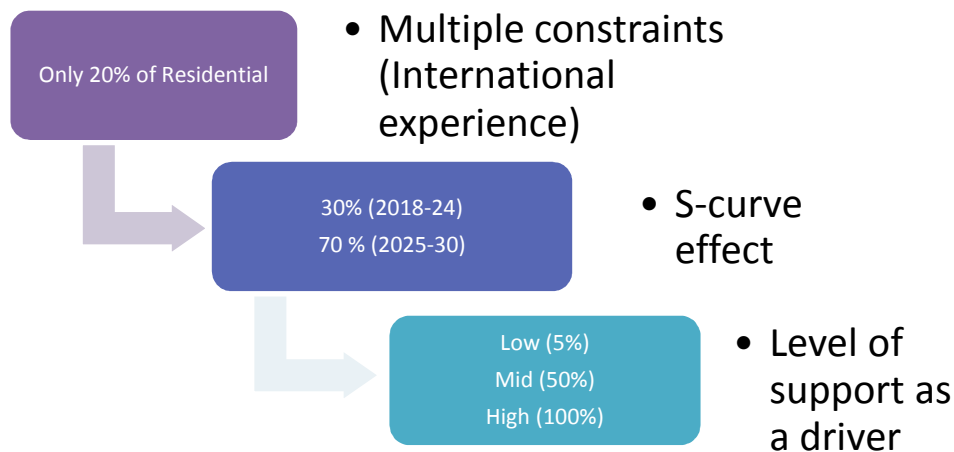 Only 20% of Residential
• Multiple constraints
(International
experience)
30% (2018-24)
70 % (2025-30)
• S-curve
effect
Low (5%)
Mid (50%)
High (100%)
• Level of
support as
a driver